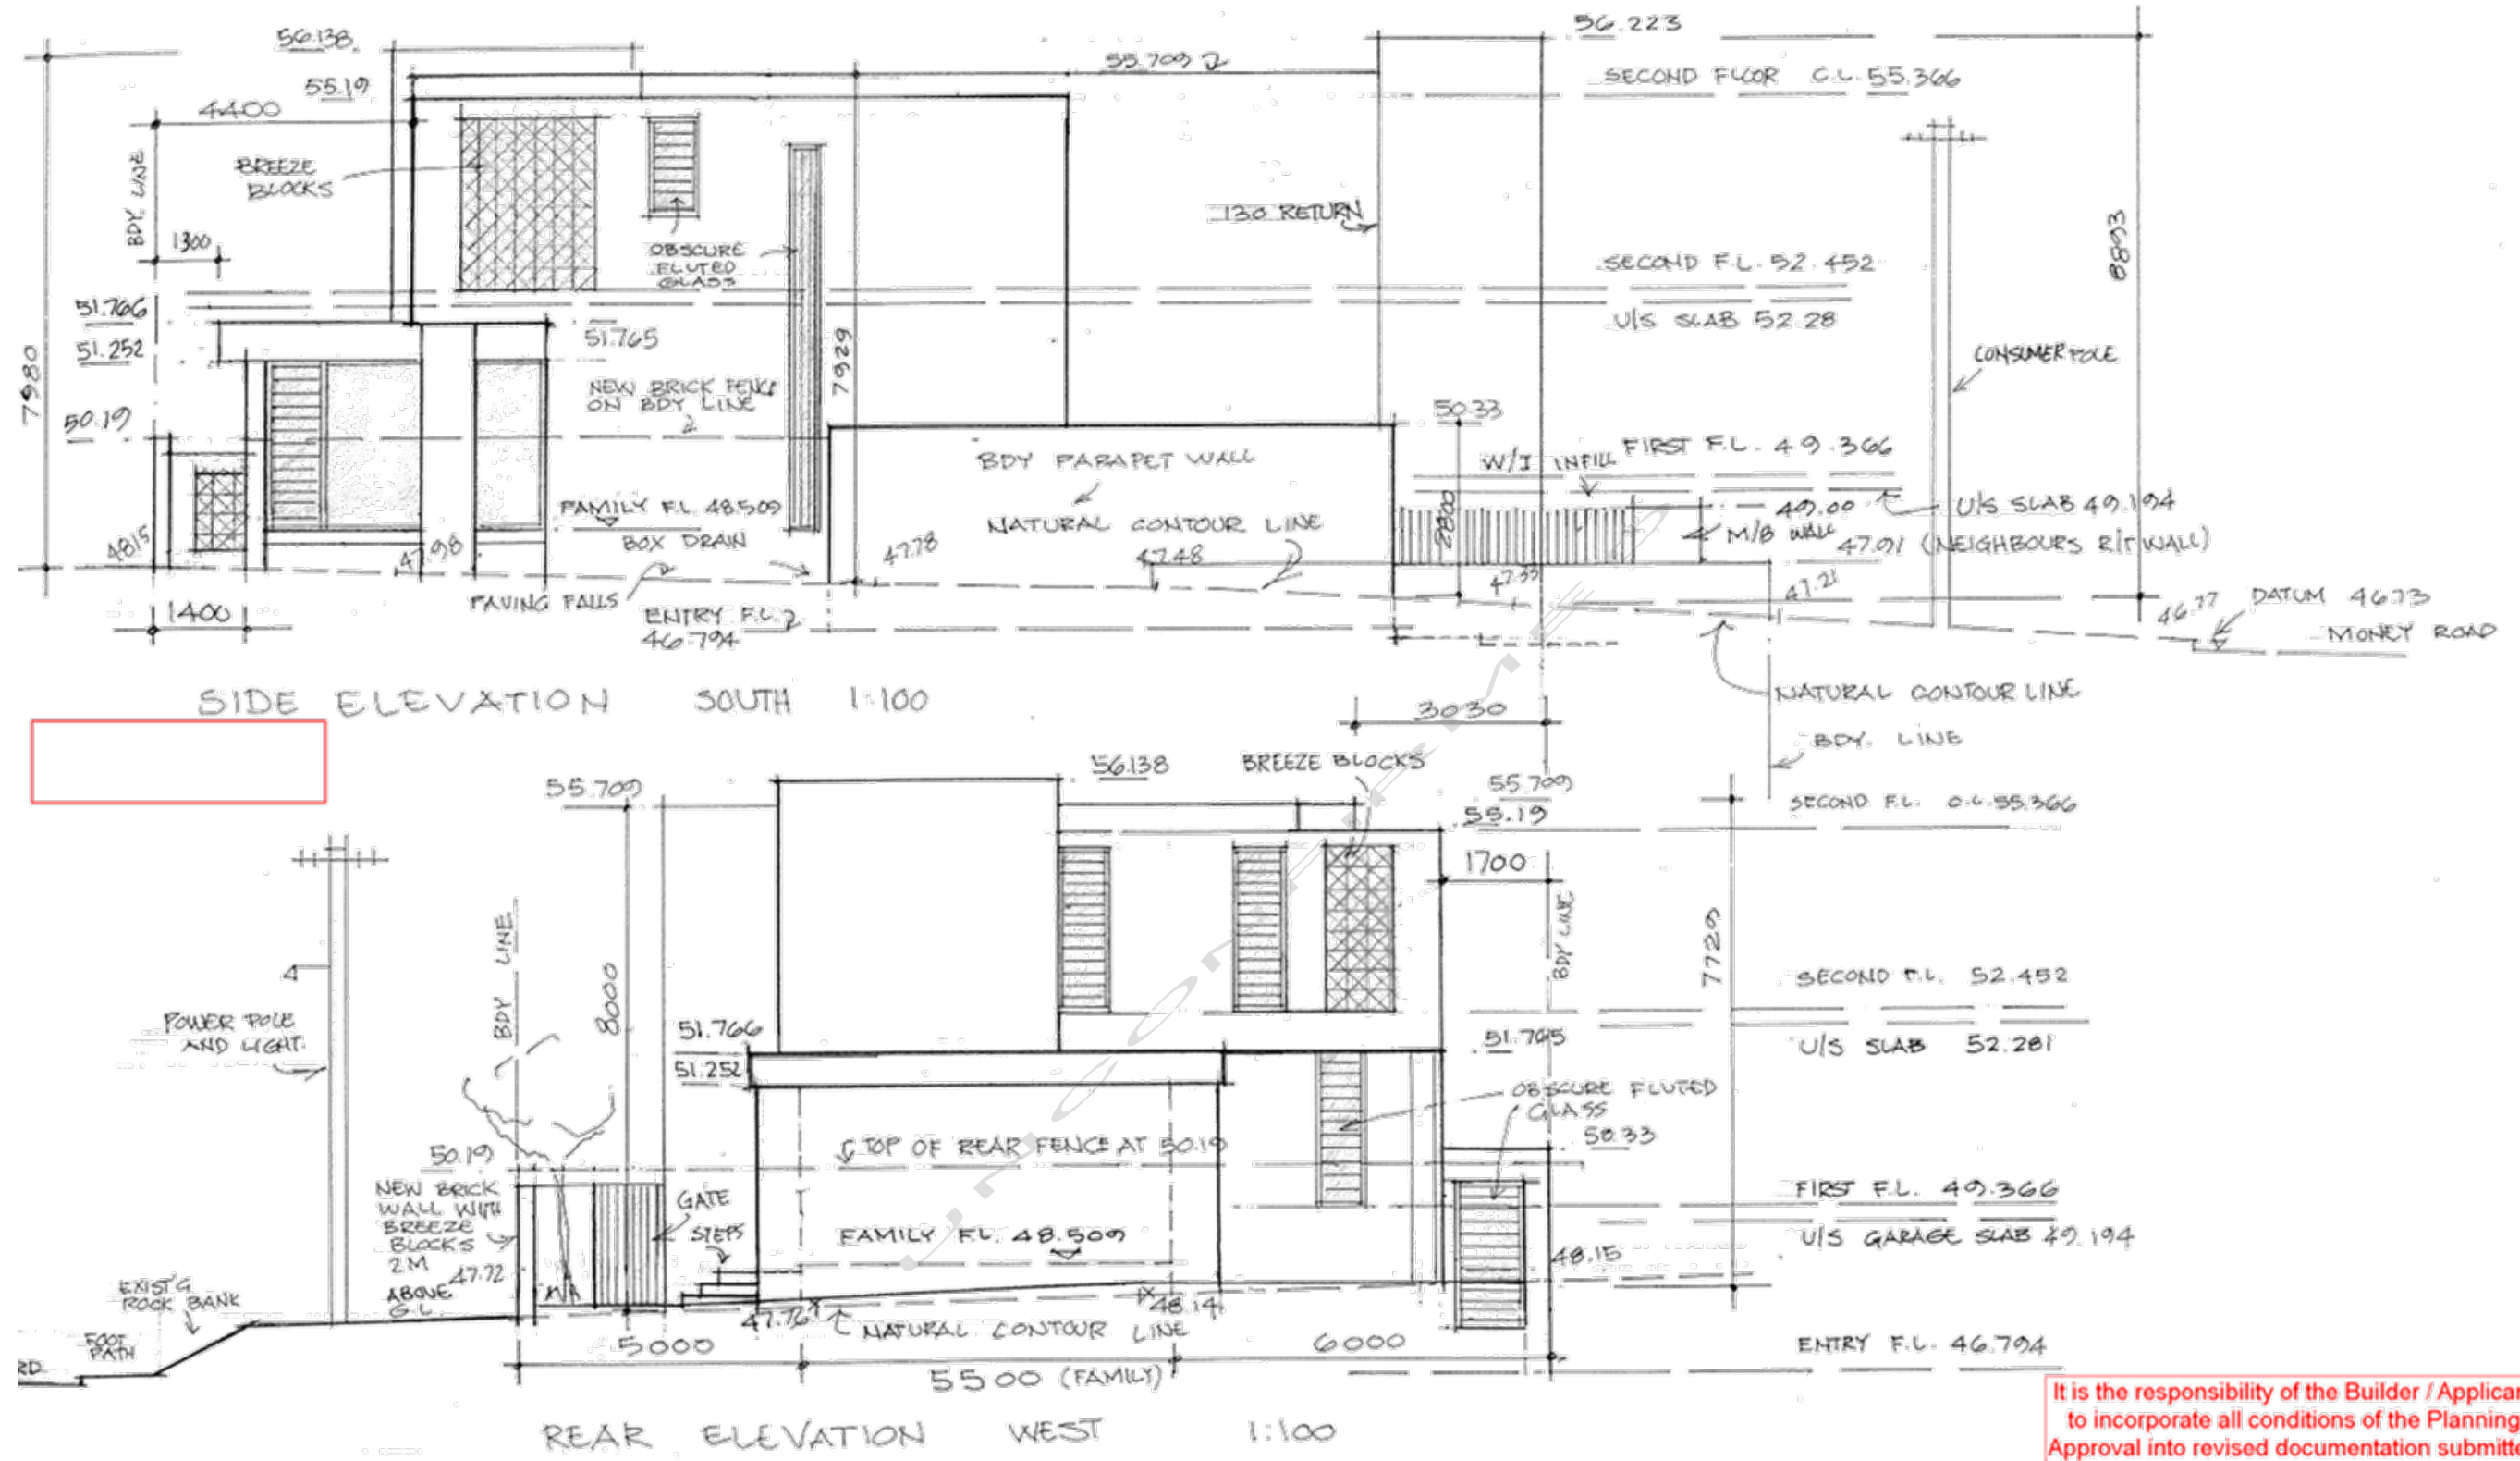 56.138
56.223
55.709
SECOND FLOOR C.L. 55.366
55.19
4400
BDY. LINE
BREEZE
BLOCKS
1300
130 RETURN
OBSCURE
FLUTED
GLASS
8893
SECOND F.L. 52.452
51.766
U/S SLAB 52.28
51.765
51.252
7980
7929
CONSUMER POLE
NEW BRICK FENCE
ON BDY LINE
50.19
50.33
BDY PARAPET WALL
W/I INFILL
FIRST F.L. 49.366
FAMILY F.L. 48.509
NATURAL CONTOUR LINE
2800
49.00
U/S SLAB 49.194
M/B WALL
47.91 (NEIGHBOURS R/T WALL)
4815
47.98
BOX DRAIN
47.78
47.48
47.33
47.21
46.77
DATUM 46.73
MONEY ROAD
PAVING FALLS
1400
ENTRY F.L.
46.794
SIDE ELEVATION SOUTH 1:100
NATURAL CONTOUR LINE
3030
BDY. LINE
55.709
56.138
BREEZE BLOCKS
55.709
55.19
SECOND F.L. C.L. 55.366
1700
BDY LINE
BDY LINE
8000
7729
SECOND F.L. 52.452
POWER POLE
AND LIGHT
51.766
51.765
U/S SLAB 52.281
51.252
OBSCURE FLUTED
GLASS
50.33
TOP OF REAR FENCE AT 50.19
50.19
NEW BRICK
WALL WITH
BREEZE
BLOCKS
2M
ABOVE
G.L.
47.72
GATE
STEPS
FIRST F.L. 49.366
FAMILY F.L. 48.509
U/S GARAGE SLAB 49.194
48.15
EXIST'G
ROCK BANK
47.76
48.14
NATURAL CONTOUR LINE
FOOT
PATH
RD
5000
6000
5500 (FAMILY)
ENTRY F.L. 46.794
REAR ELEVATION WEST 1:100
It is the responsibility of the Builder / Applican
to incorporate all conditions of the Planning
Approval into revised documentation submitte